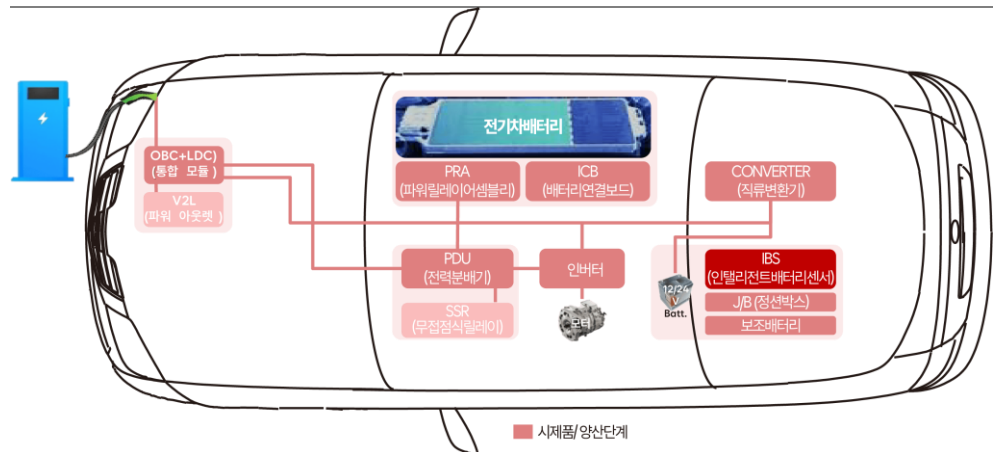 전기차배터리
OBC+LDC)
(통합 모듈)
V2L
(파워 아웃렛 )
PRA
(파워릴레이어셈블리)
ICB
(배터리연결보드)
CONVERTER
(직류변환기)
PDU
(전력분배기)
SSR
(무접점식릴레이)
인버터
모터
12/24
V
Batt.
IBS
(인탤리전트배터리센서)
J/B (정션박스)
보조배터리
시제품/양산단계